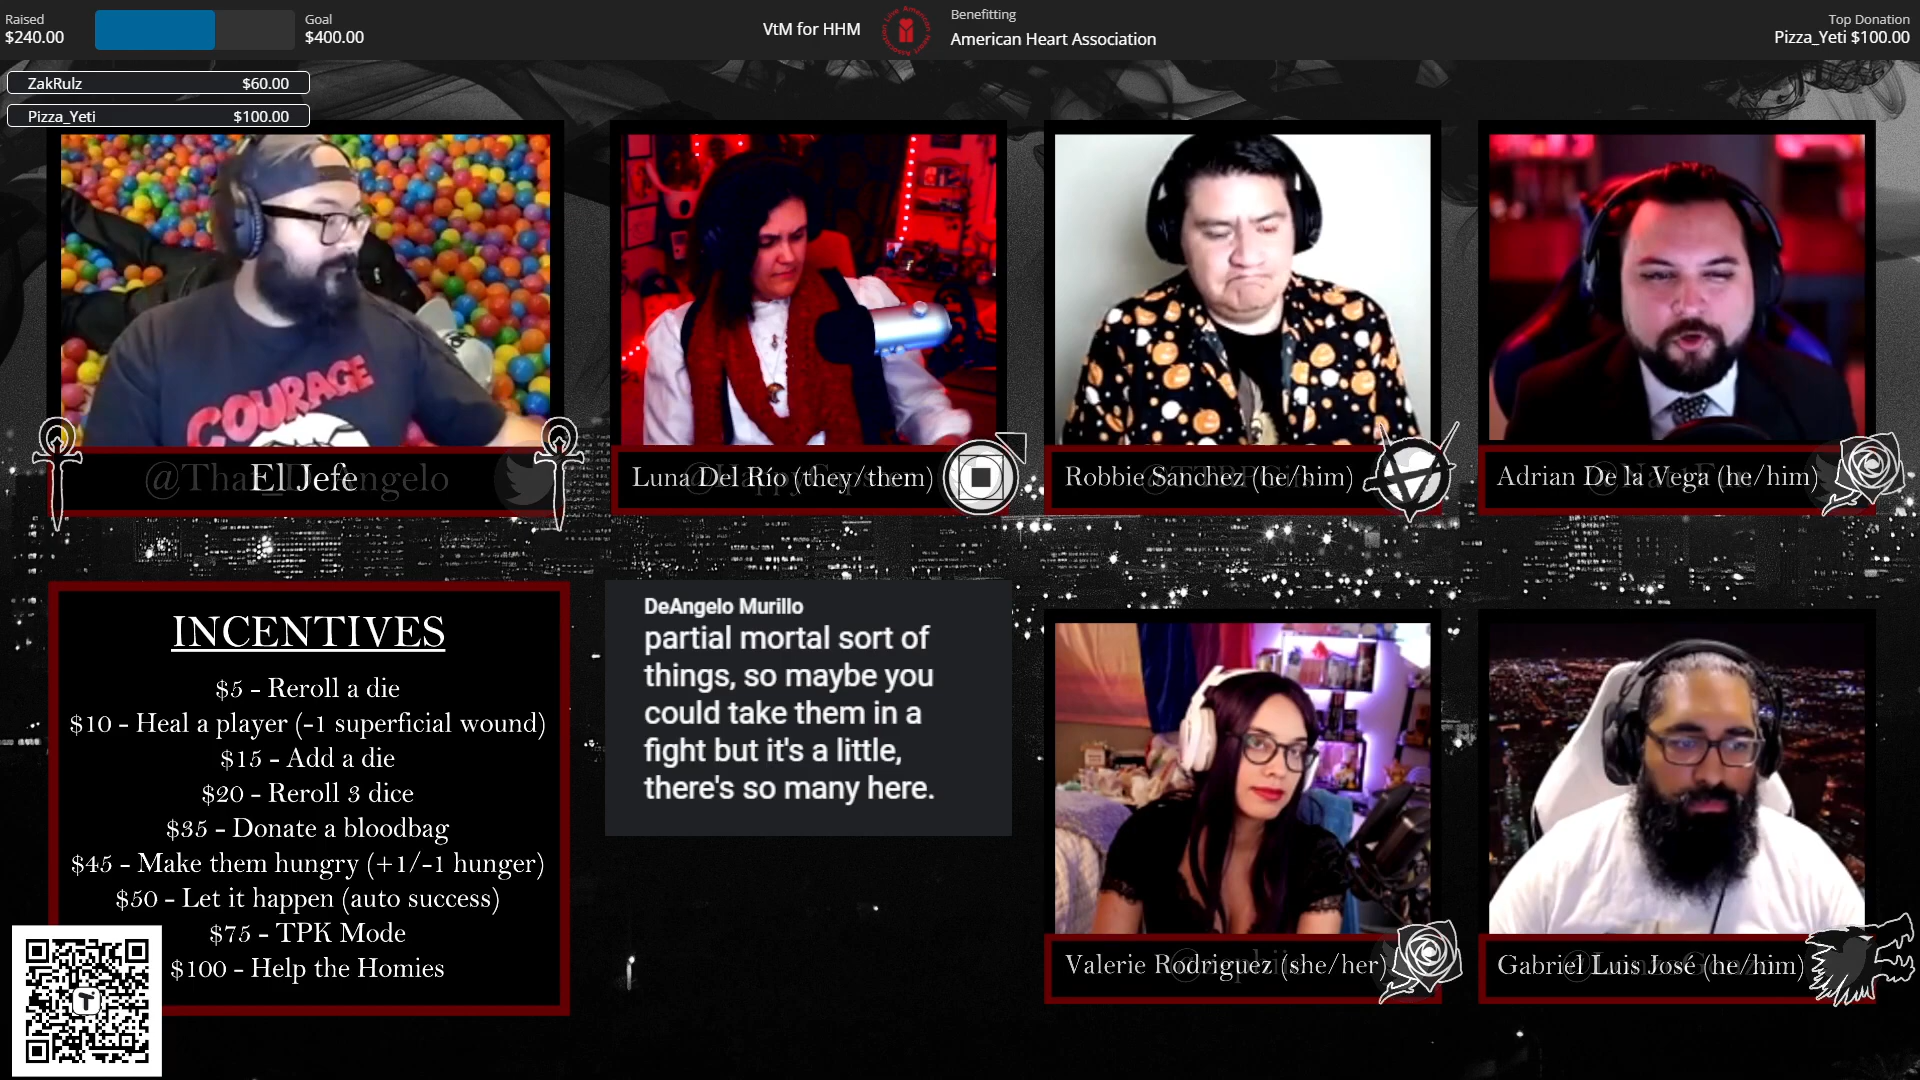 Raised
$240.00
Goal
$400.00
VtM for HHM
Benefitting
American Heart Association
Top Donation
Pizza_Yeti $100.00
ZakRulz $60.00
Pizza_Yeti $100.00
COURAGE
El Jefe
Luna Del Río (they/them)
Robbie Sanchez (he/him)
Adrian De la Vega (he/him)
INCENTIVES
$5 - Reroll a die
$10 - Heal a player (-1 superficial wound)
$15 - Add a die
$20 - Reroll 3 dice
$35 - Donate a bloodbag
$45 - Make them hungry (+1/-1 hunger)
$50 - Let it happen (auto success)
$75 - TPK Mode
$100 - Help the Homies
T
DeAngelo Murillo
partial mortal sort of
things, so maybe you
could take them in a
fight but it's a little,
there's so many here.
Valerie Rodriguez (she/her)
Gabriel Luis José (he/him)